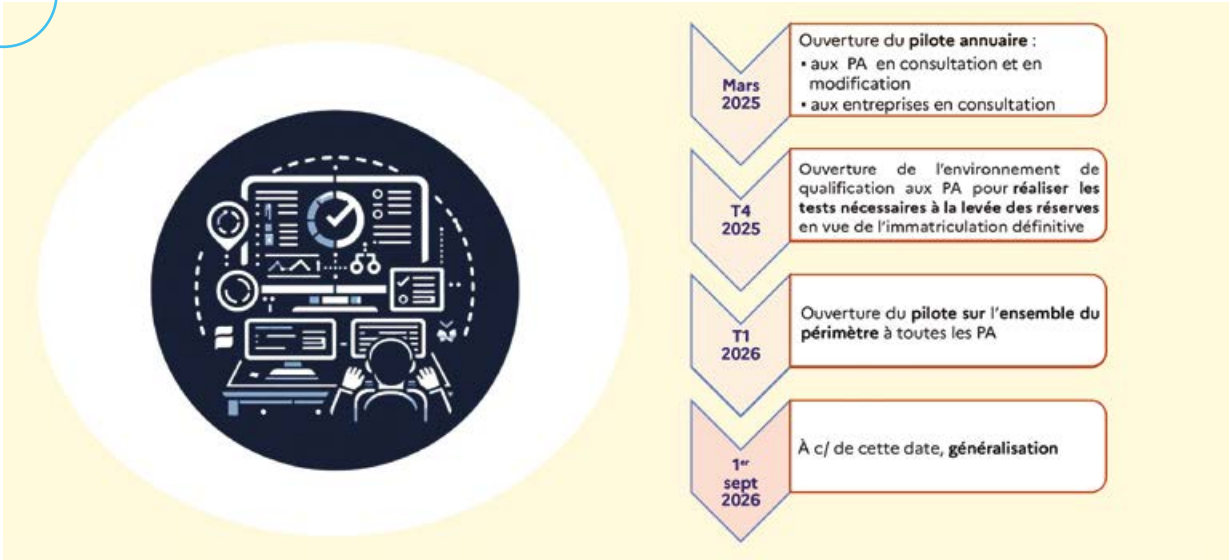 Mars
2025
Ouverture du pilote annuaire :
• aux PA en consultation et en
modification
• aux entreprises en consultation
T4
2025
Ouverture de l'environnement de
qualification aux PA pour réaliser les
tests nécessaires à la levée des réserves
en vue de l'immatriculation définitive
T1
2026
Ouverture du pilote sur l'ensemble du
périmètre à toutes les PA
1er
sept
2026
À c/ de cette date, généralisation